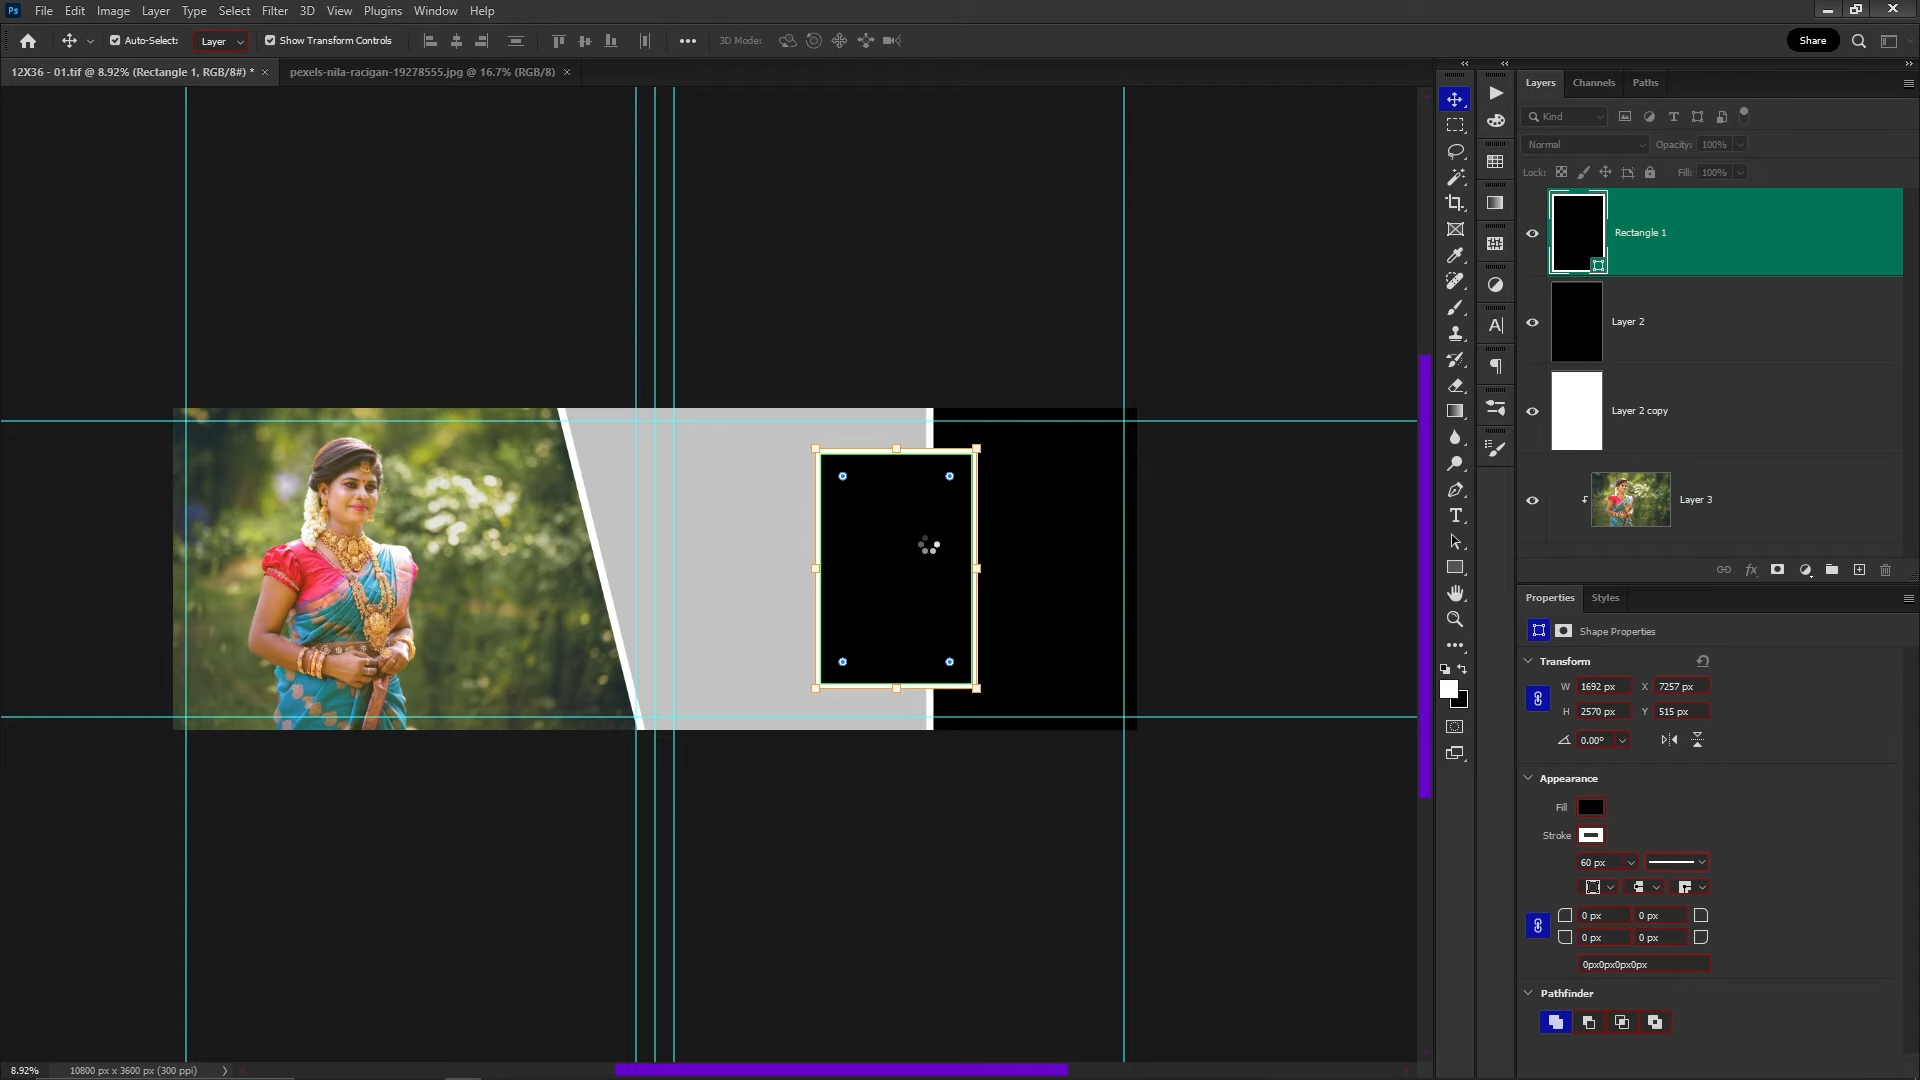 Ps File Edit Image Layer Type Select Filter 3D View Plugins Window Help
Auto-Select: Layer Show Transform Controls 3D Mode: Share
12X36 - 01.tif @ 8.92% (Rectangle 1, RGB/8#) * pexels-nila-racigan-19278555.jpg @ 16.7% (RGB/8)
Layers Channels Paths
Kind
Normal Opacity: 100%
Lock: Fill: 100%
Rectangle 1
Layer 2
Layer 2 copy
Layer 3
fx
Properties Styles
Shape Properties
Transform
W 1692 px X 7257 px
H 2570 px Y 515 px
0.00°
Appearance
Fill
Stroke
60 px
0 px 0 px
0 px 0 px
0px0px0px0px
Pathfinder
8.92% 10800 px x 3600 px (300 ppi)